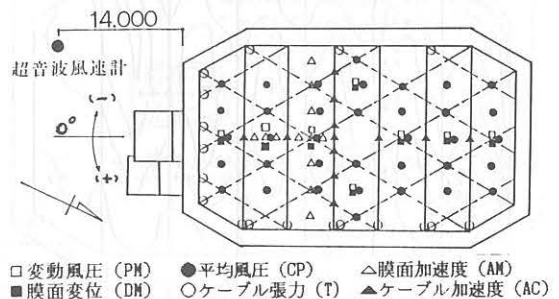 14.000
超音波風速計
(-)
0°
(+)
□変動風圧 (PM) ●平均風圧 (CP) △膜面加速度 (AM)
■膜面変位 (DM) ○ケーブル張力 (T) ▲ケーブル加速度 (AC)